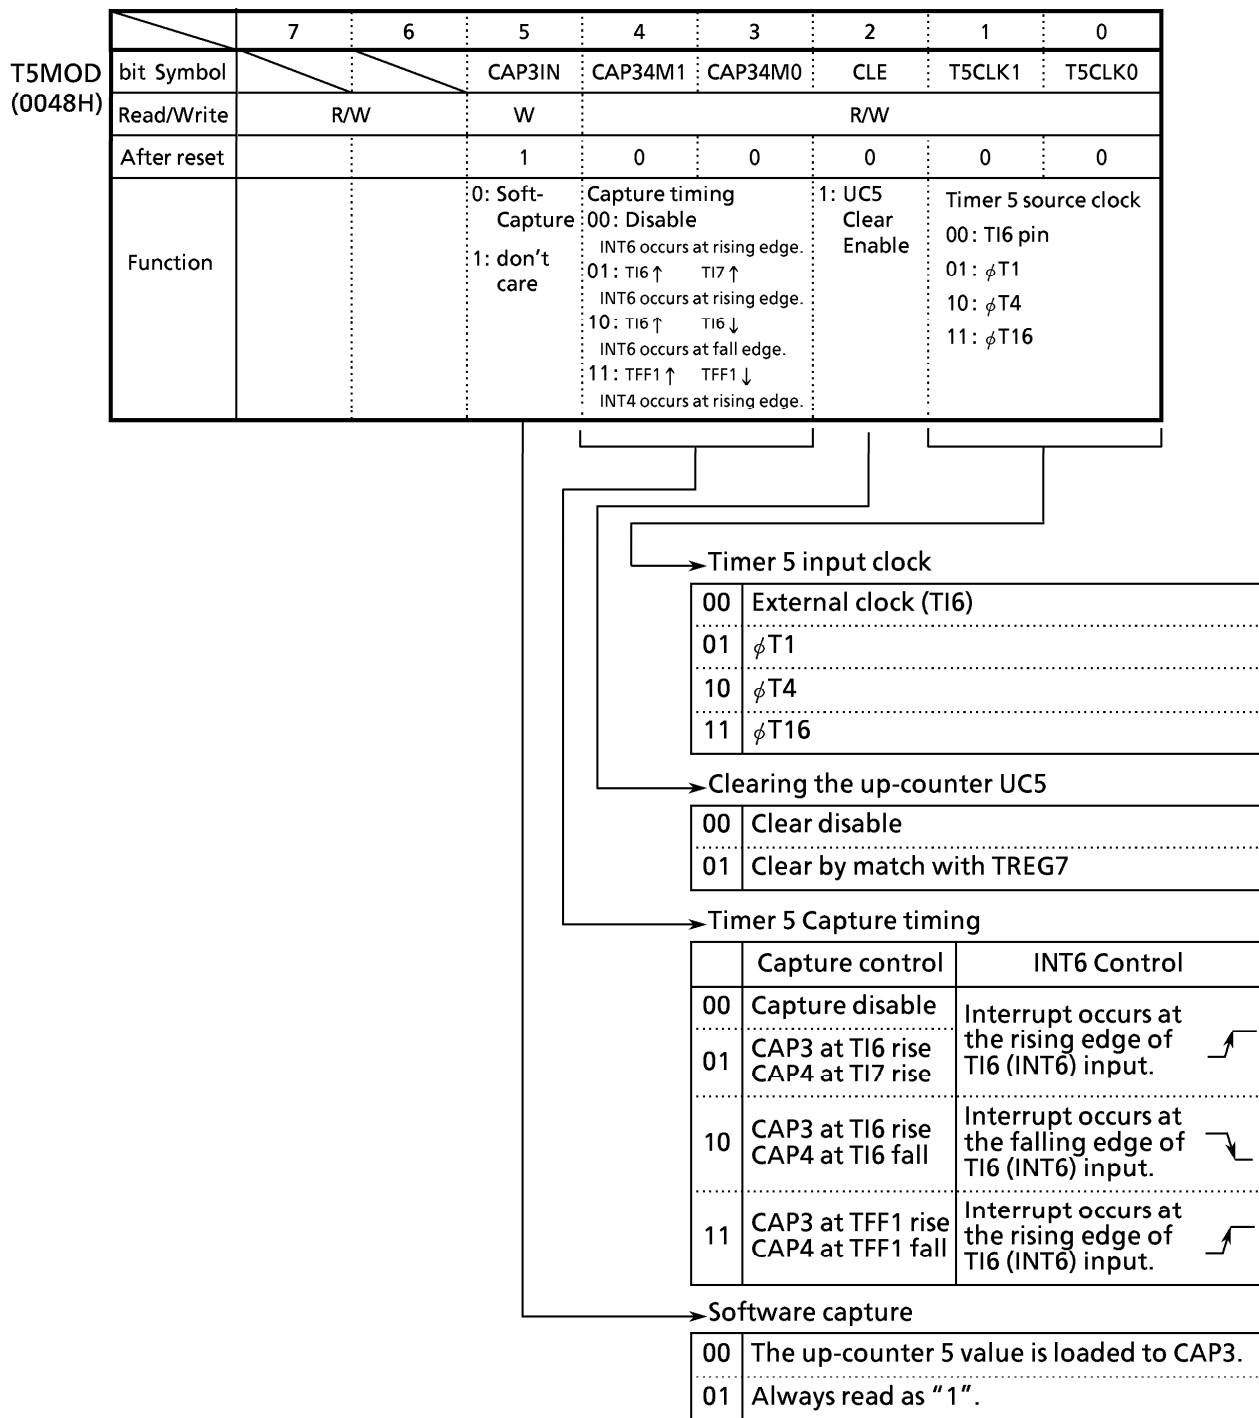 7 6 5 4 3 2 1 0
T5MOD
(0048H)
bit Symbol CAP3IN CAP34M1 CAP34M0 CLE T5CLK1 T5CLK0
Read/Write R/W W R/W
After reset 1 0 0 0 0 0
Function
0: Soft-
Capture
1: don't
care
Capture timing
00: Disable
INT6 occurs at rising edge.
01: TI6↑ TI7↑
INT6 occurs at rising edge.
10: TI6↑ TI6↓
INT6 occurs at fall edge.
11: TFF1↑ TFF1↓
INT4 occurs at rising edge.
1: UC5
Clear
Enable
Timer 5 source clock
00: TI6 pin
01: ϕT1
10: ϕT4
11: ϕT16
Timer 5 input clock
00 External clock (TI6)
01 ϕT1
10 ϕT4
11 ϕT16
Clearing the up-counter UC5
00 Clear disable
01 Clear by match with TREG7
Timer 5 Capture timing
Capture control INT6 Control
00 Capture disable
01 CAP3 at TI6 rise
CAP4 at TI7 rise
Interrupt occurs at
the rising edge of
TI6 (INT6) input.
10 CAP3 at TI6 rise
CAP4 at TI6 fall
Interrupt occurs at
the falling edge of
TI6 (INT6) input.
11 CAP3 at TFF1 rise
CAP4 at TFF1 fall
Interrupt occurs at
the rising edge of
TI6 (INT6) input.
Software capture
00 The up-counter 5 value is loaded to CAP3.
01 Always read as "1".